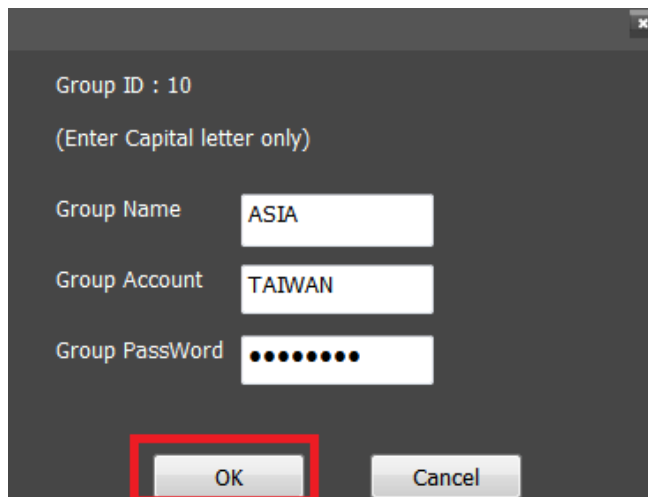 Group ID : 10
(Enter Capital letter only)
Group Name ASIA
Group Account TAIWAN
Group PassWord ●●●●●●●●
OK Cancel